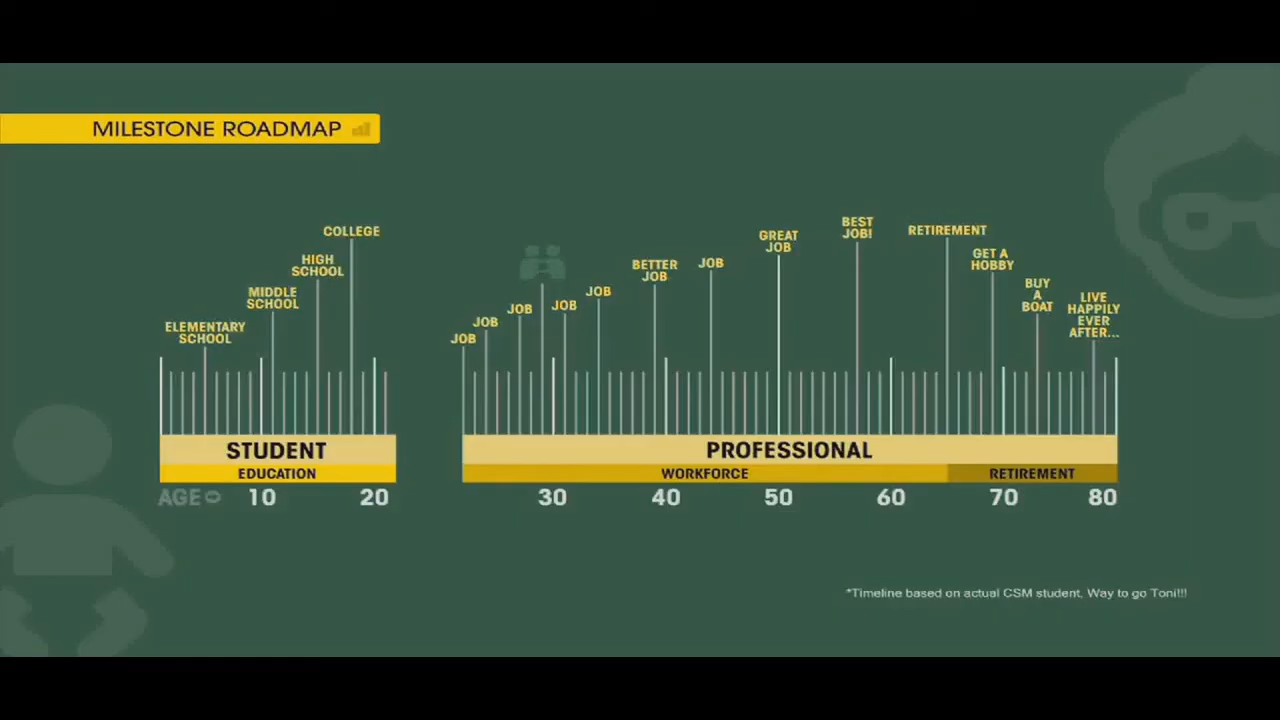 MILESTONE ROADMAP
COLLEGE
HIGH
SCHOOL
MIDDLE
SCHOOL
ELEMENTARY
SCHOOL
JOB
JOB
JOB
JOB
JOB
BETTER
JOB
JOB
GREAT
JOB
BEST
JOB!
RETIREMENT
GET A
HOBBY
BUY
A
BOAT
LIVE
HAPPILY
EVER
AFTER...
STUDENT
EDUCATION
PROFESSIONAL
WORKFORCE
RETIREMENT
AGE 0 10 20 30 40 50 60 70 80
*Timeline based on actual CSM student, Way to go Toni!!!